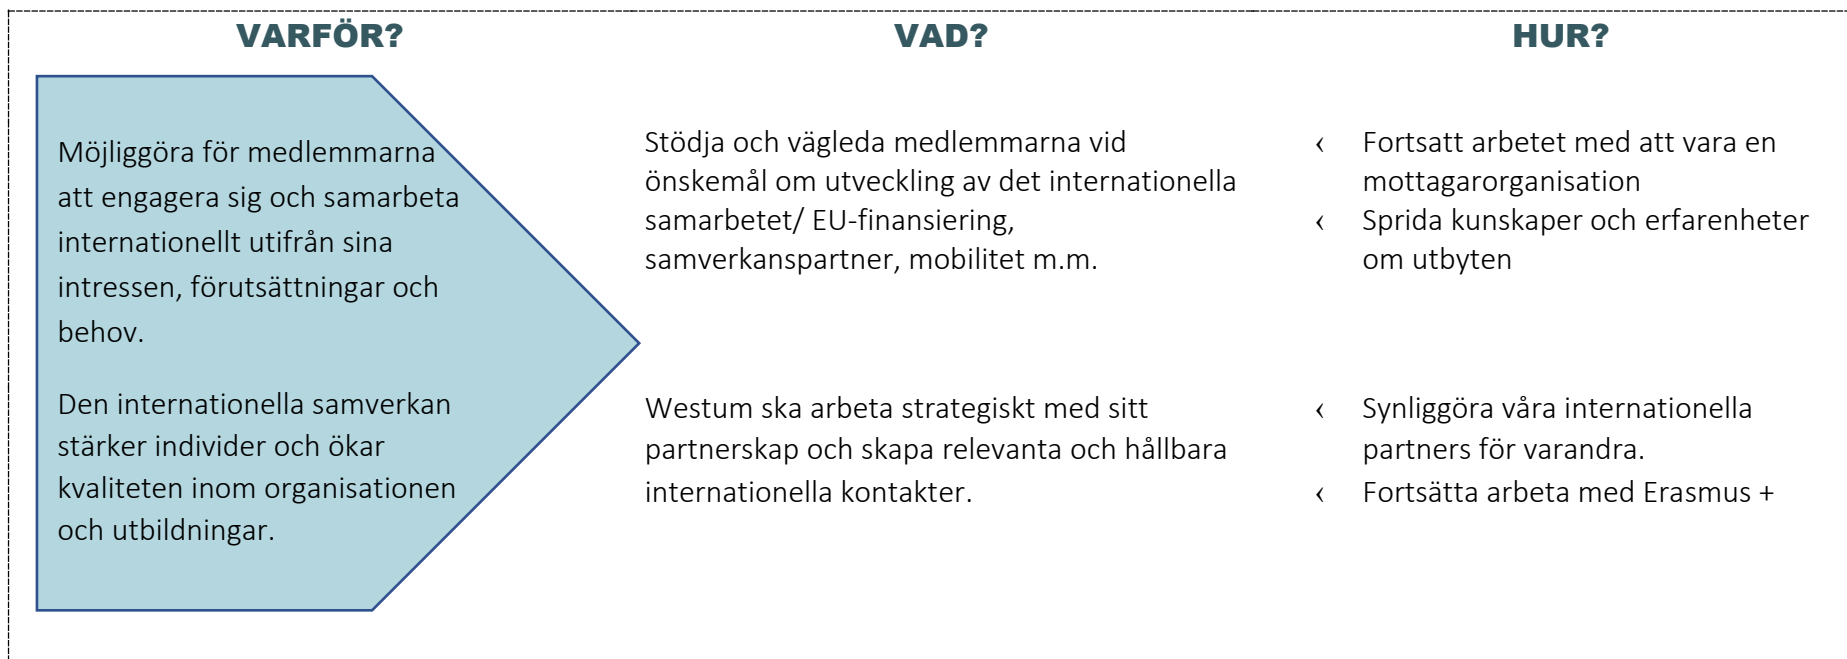 VARFÖR?
Möjliggöra för medlemmarna
att engagera sig och samarbeta
internationellt utifrån sina
intressen, förutsättningar och
behov.
Den internationella samverkan
stärker individer och ökar
kvaliteten inom organisationen
och utbildningar.
VAD?
Stödja och vägleda medlemmarna vid
önskemål om utveckling av det internationella
samarbetet/ EU-finansiering,
samverkanspartner, mobilitet m.m.
Westum ska arbeta strategiskt med sitt
partnerskap och skapa relevanta och hållbara
internationella kontakter.
HUR?
‹ Fortsatt arbetet med att vara en
mottagarorganisation
‹ Sprida kunskaper och erfarenheter
om utbyten
‹ Synliggöra våra internationella
partners för varandra.
‹ Fortsätta arbeta med Erasmus +